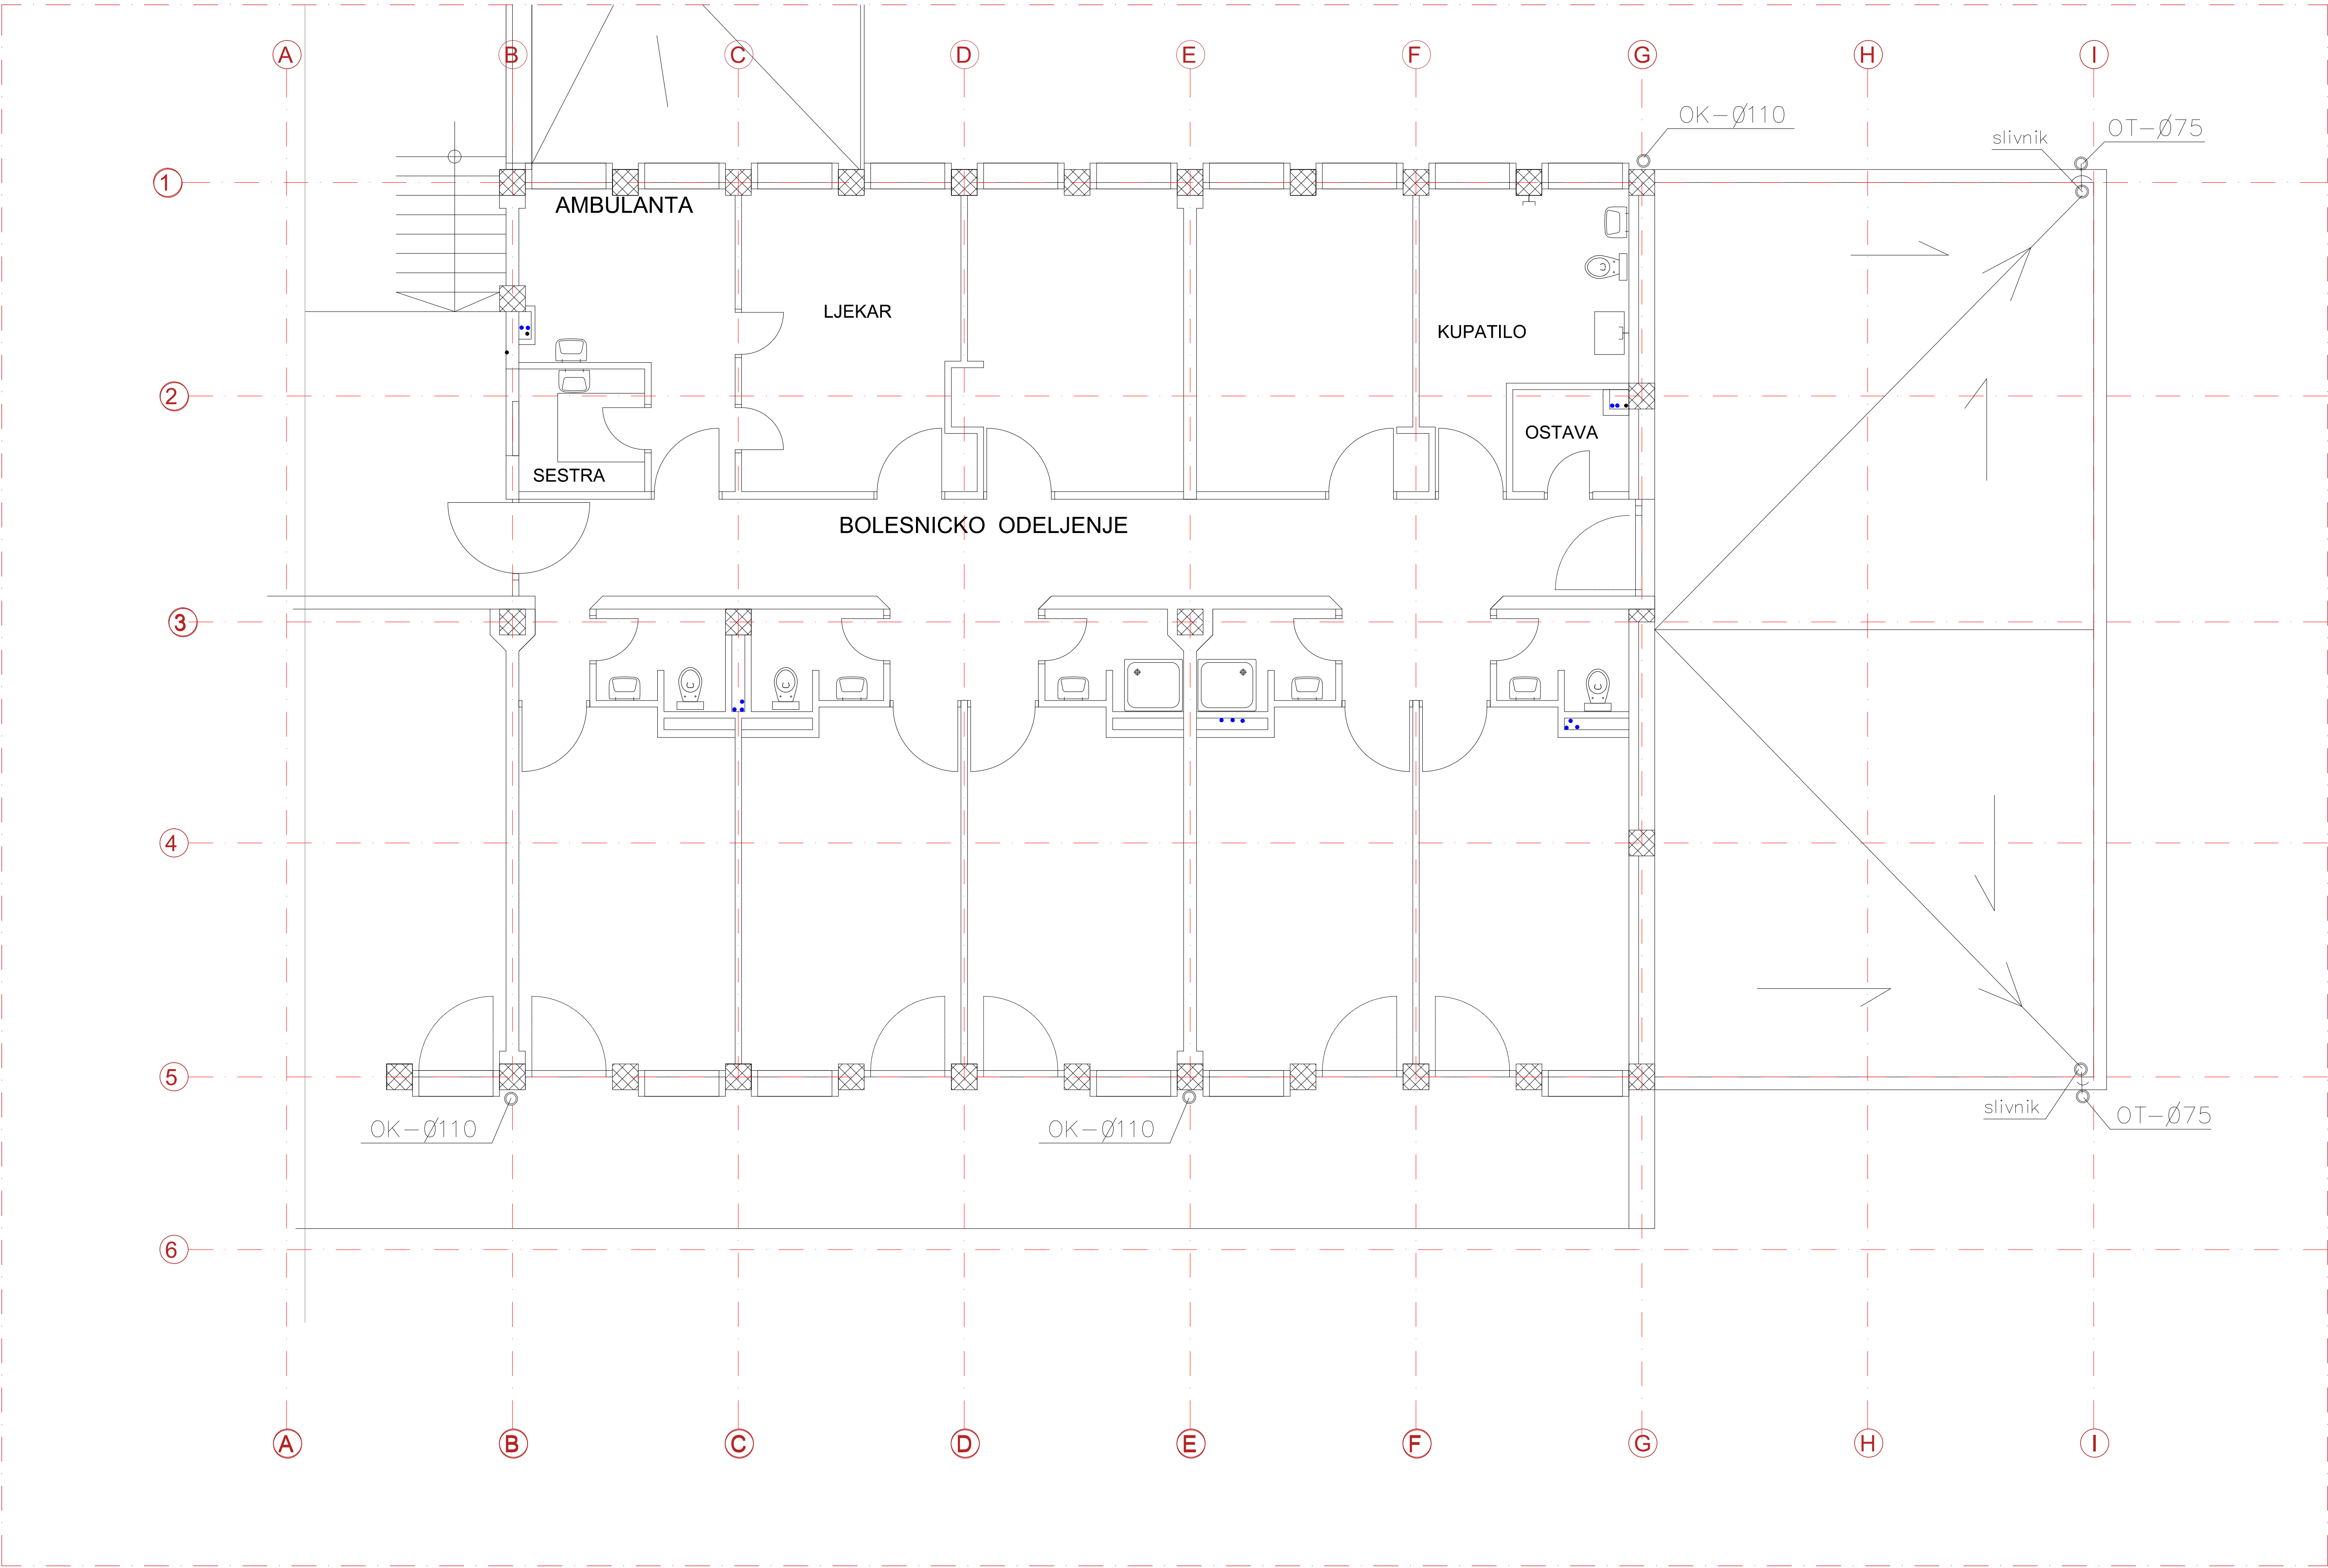 A B C D E F G H I
OK-Ø110
slivnik
OT-Ø75
1
AMBULANTA
LJEKAR
KUPATILO
2
OSTAVA
SESTRA
BOLESNICKO ODELJENJE
3
4
5
slivnik
OT-Ø75
OK-Ø110
OK-Ø110
6
A B C D E F G H I